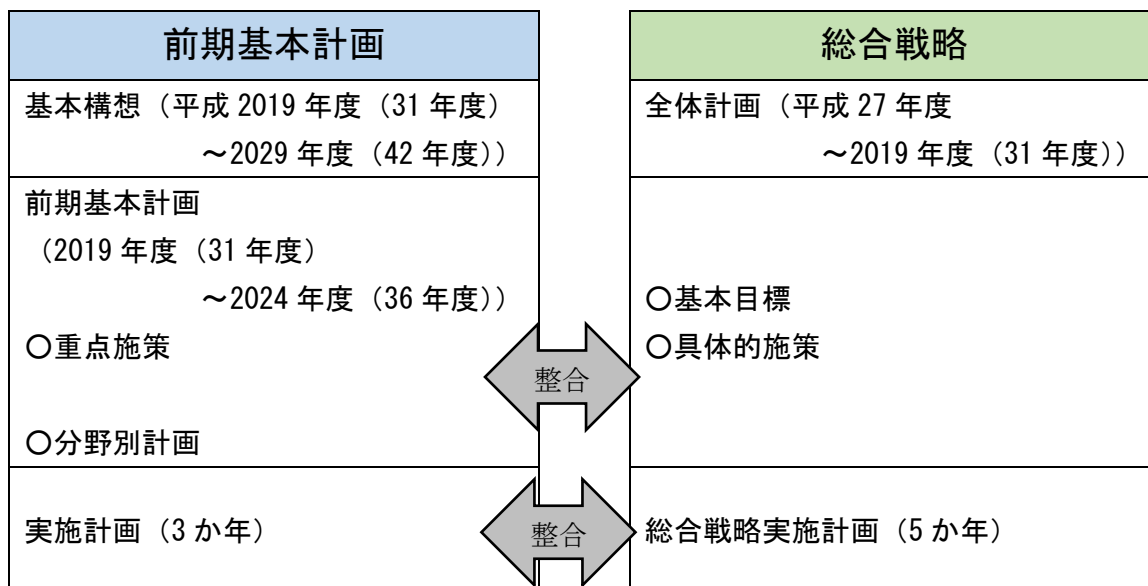 前期基本計画
基本構想（平成 2019 年度（31 年度）
～2029 年度（42 年度））
前期基本計画
（2019 年度（31 年度）
～2024 年度（36 年度））
○重点施策
○分野別計画
実施計画（3 か年）
整合
整合
総合戦略
全体計画（平成 27 年度
～2019 年度（31 年度））
○基本目標
○具体的施策
総合戦略実施計画（5 か年）